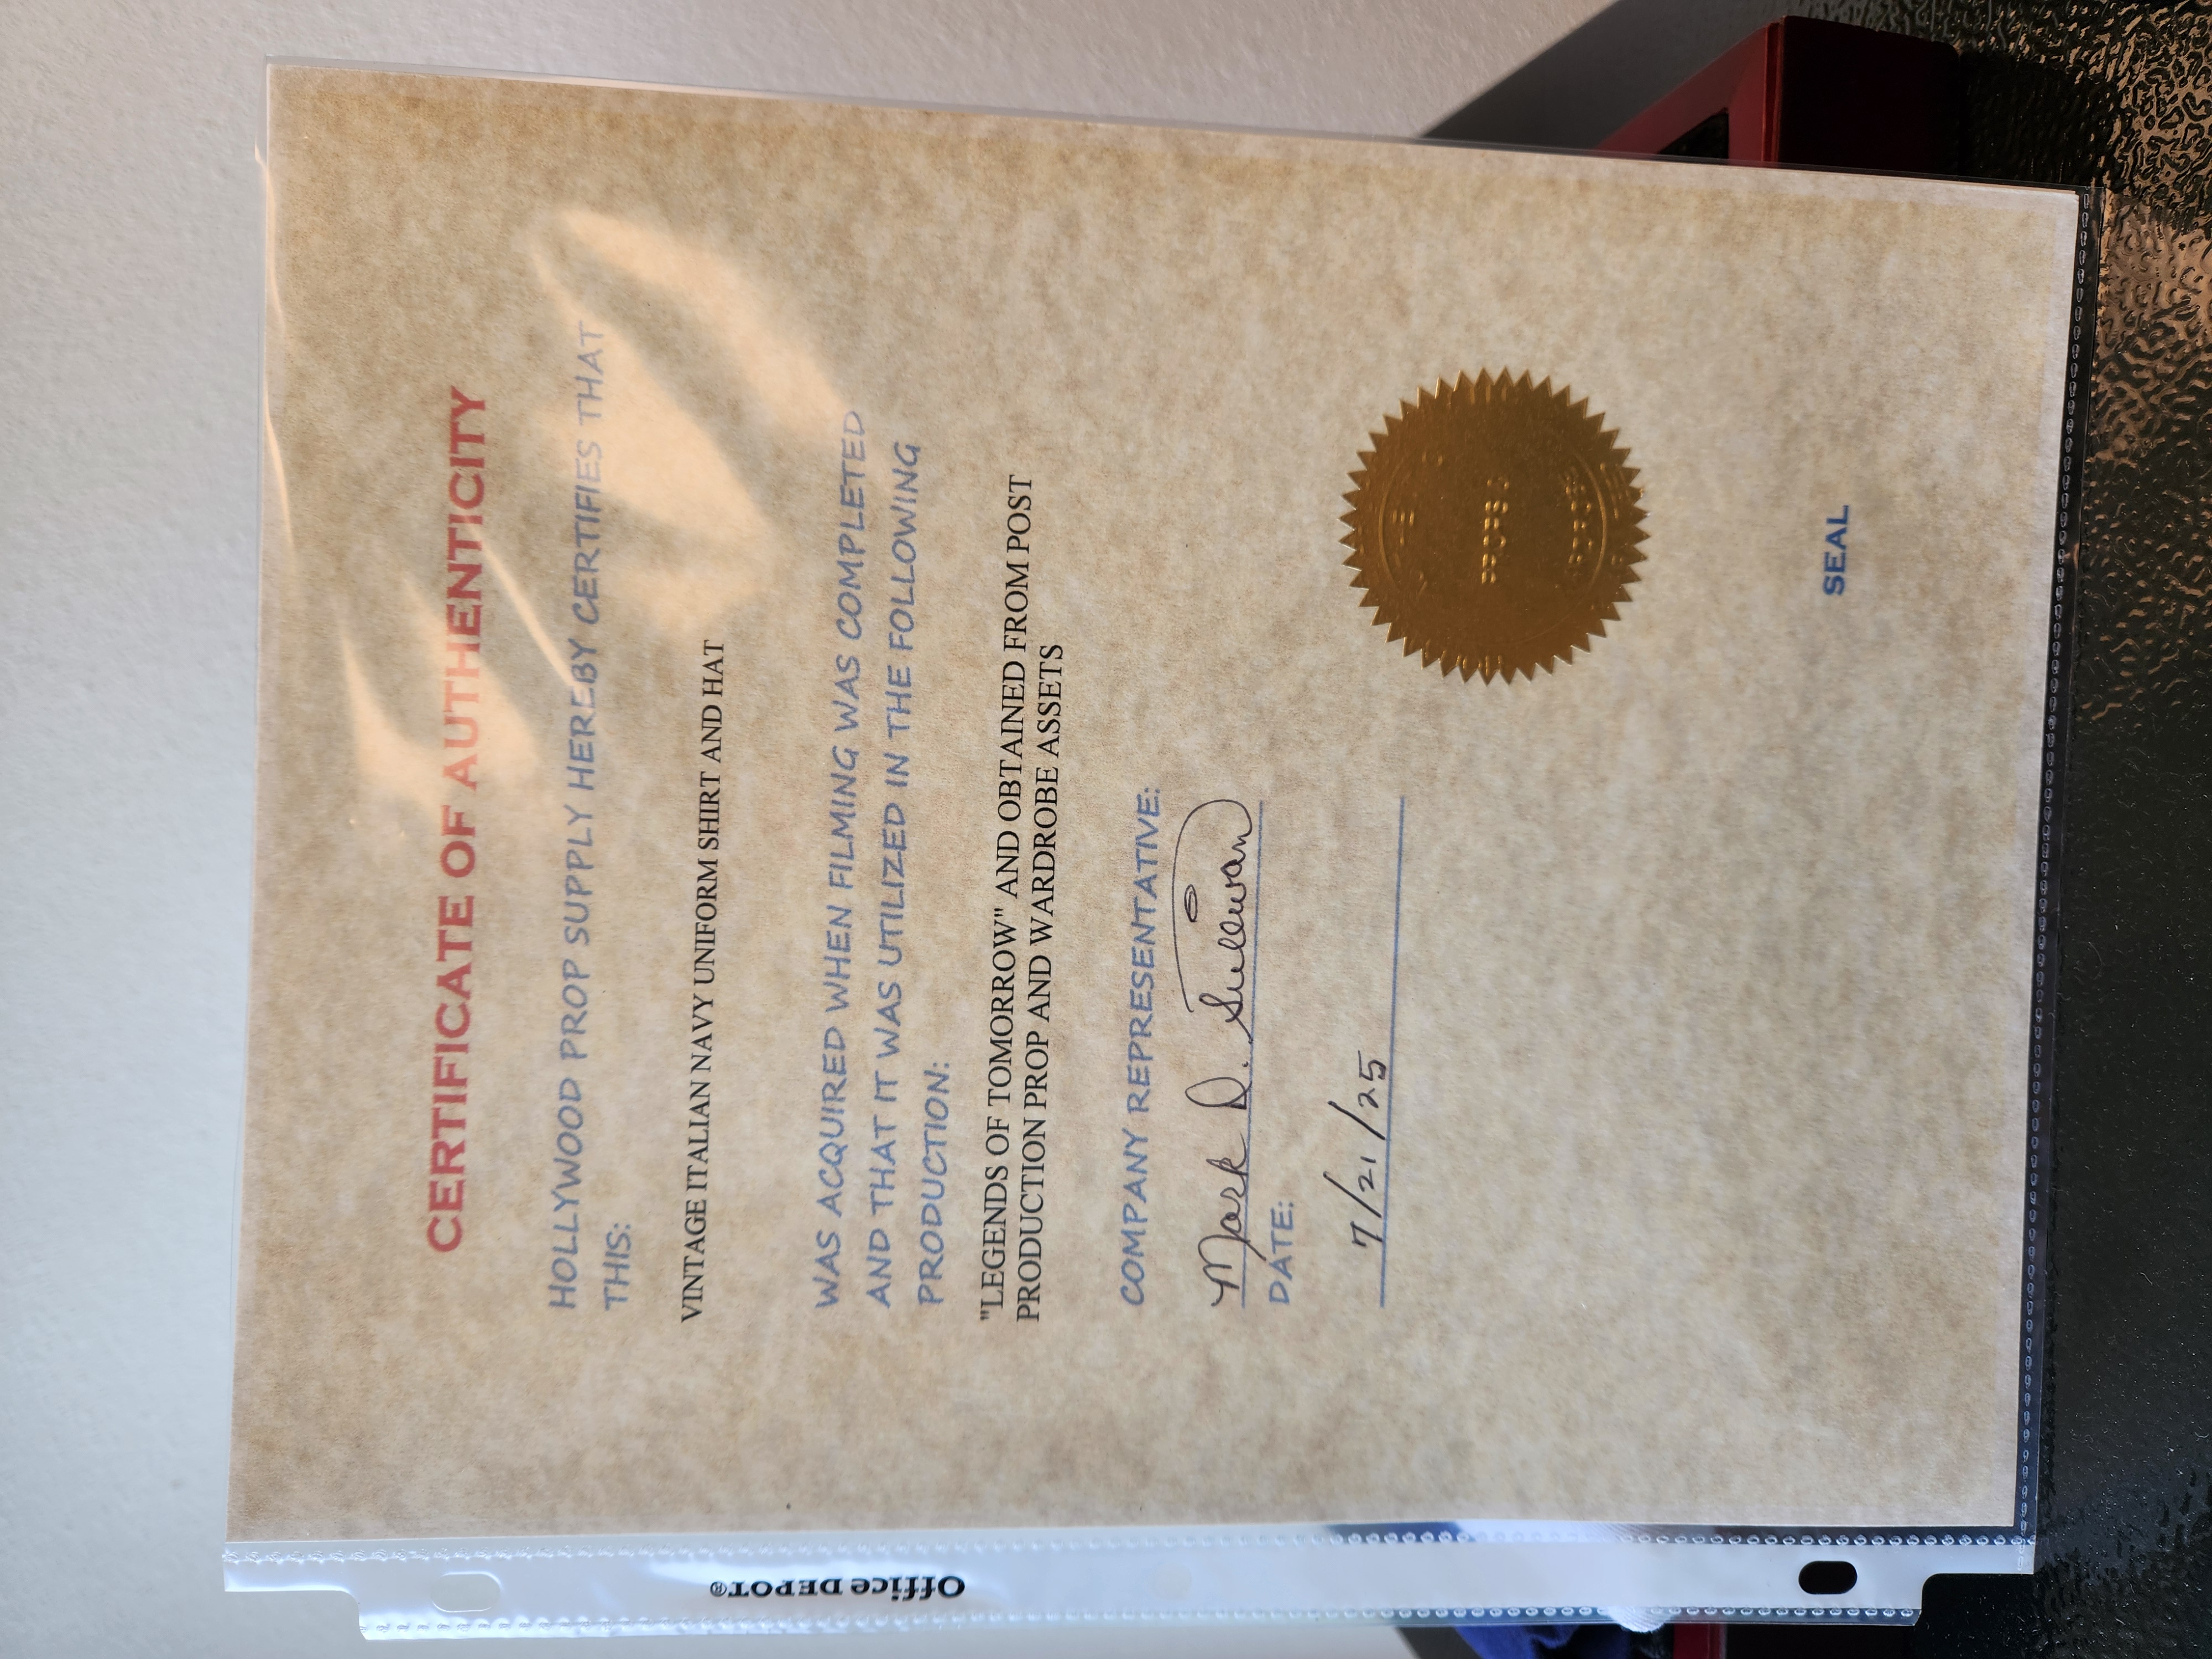 CERTIFICATE OF AUTHENTICITY
HOLLYWOOD PROP SUPPLY HEREBY CERTIFIES THAT
THIS:
VINTAGE ITALIAN NAVY UNIFORM SHIRT AND HAT
WAS ACQUIRED WHEN FILMING WAS COMPLETED
AND THAT IT WAS UTILIZED IN THE FOLLOWING
PRODUCTION:
"LEGENDS OF TOMORROW" AND OBTAINED FROM POST
PRODUCTION PROP AND WARDROBE ASSETS
COMPANY REPRESENTATIVE:
Mark D. Sullivan
DATE:
7/21/25
SEAL
Office DEPOT®